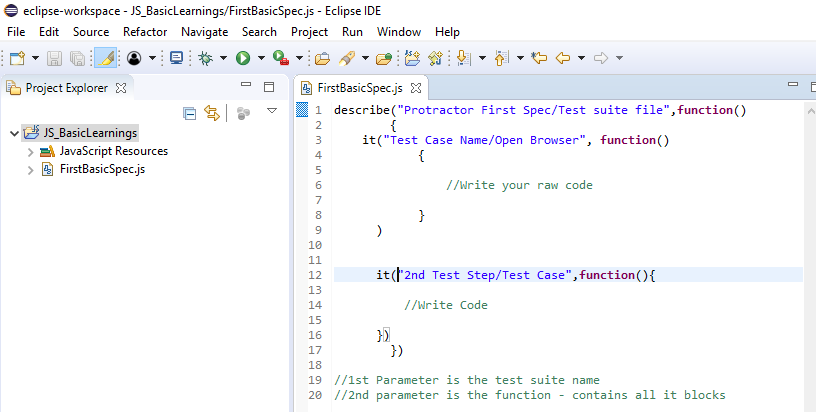 eclipse-workspace - JS_BasicLearnings/FirstBasicSpec.js - Eclipse IDE
File Edit Source Refactor Navigate Search Project Run Window Help
Project Explorer
JS_BasicLearnings
JavaScript Resources
FirstBasicSpec.js
FirstBasicSpec.js
1 describe("Protractor First Spec/Test suite file",function()
2 {
3 it("Test Case Name/Open Browser", function()
4 {
5
6 //Write your raw code
7
8 }
9 )
10
11
12 it("2nd Test Step/Test Case",function(){
13
14 //Write Code
15
16 })
17 })
18
19 //1st Parameter is the test suite name
20 //2nd parameter is the function - contains all it blocks